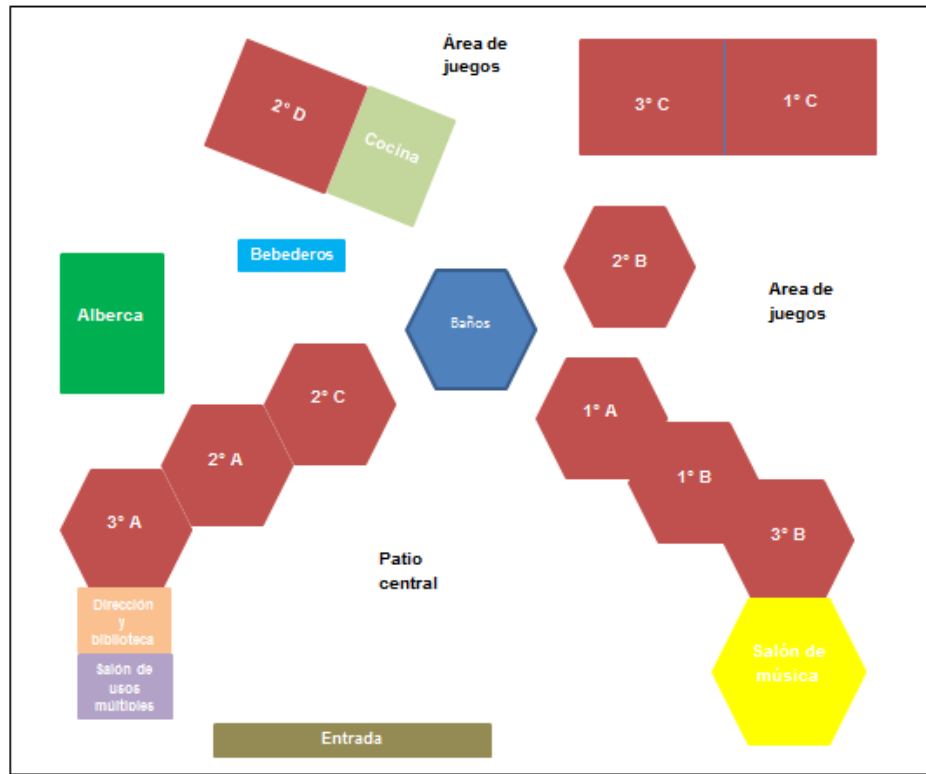 Área de
juegos
2° D
Cocina
3° C
1° C
Bebederos
2° B
Alberca
Baños
Area de
juegos
2° C
1° A
2° A
1° B
3° A
3° B
Patio
central
Dirección
y
biblioteca
Salón de
usos
múltiples
Salón de
música
Entrada